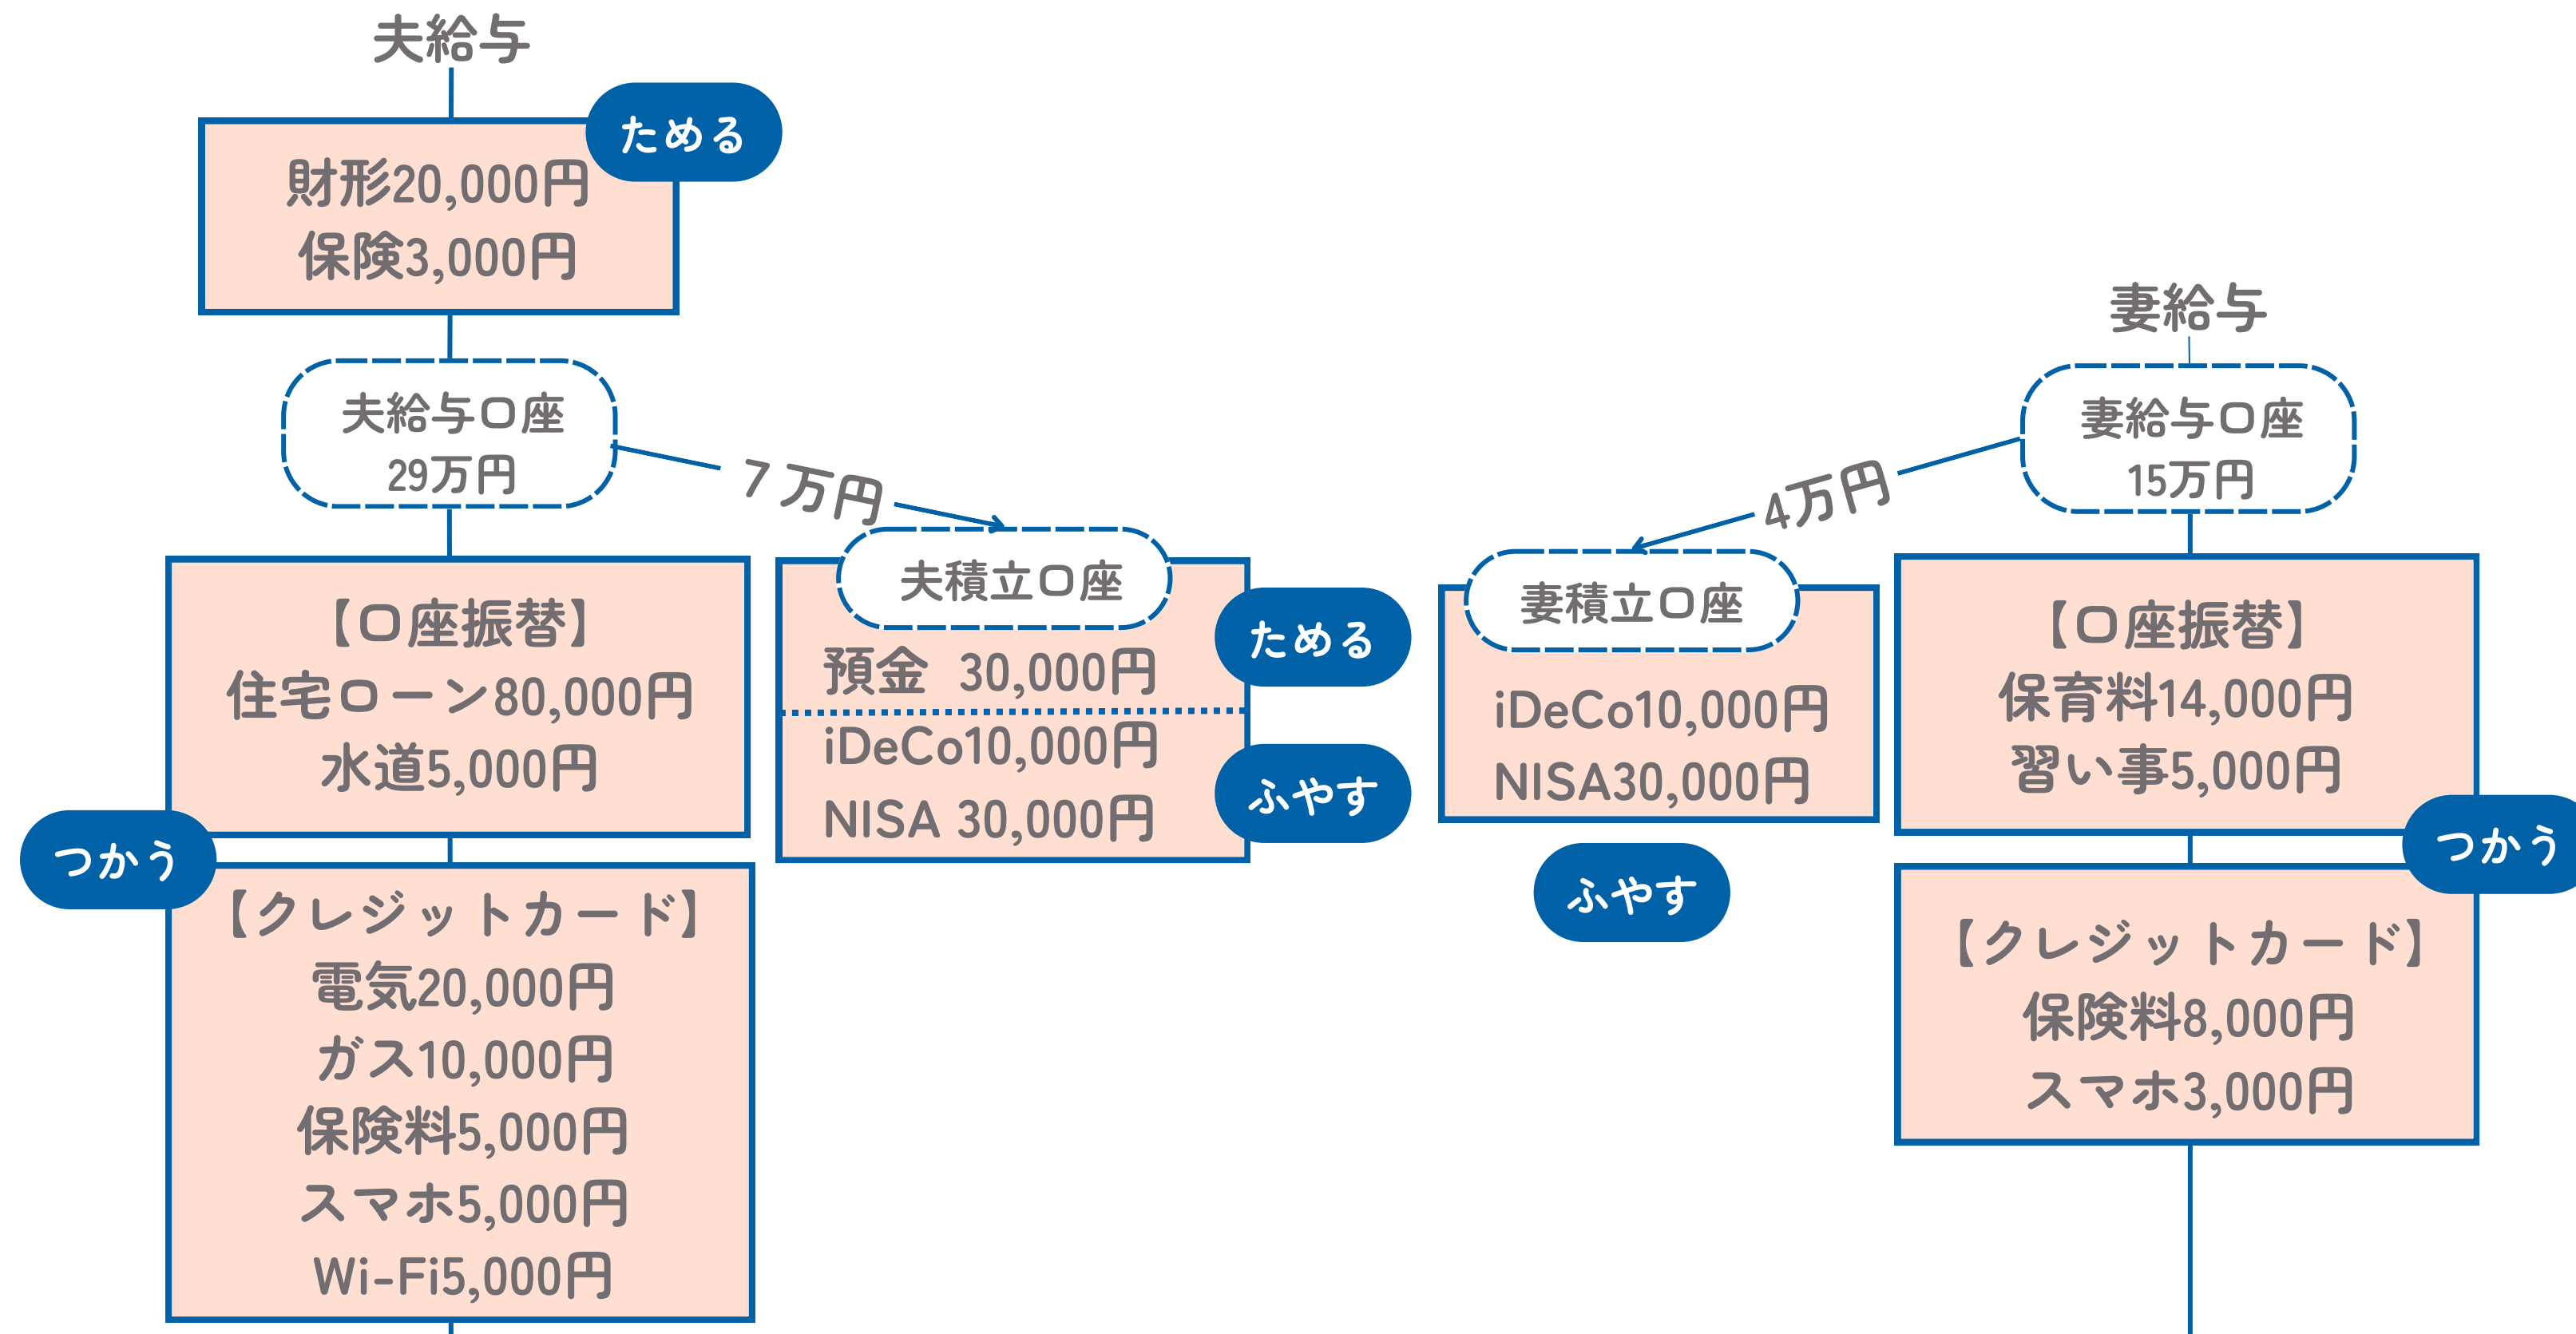 夫給与
ためる
財形20,000円
保険3,000円
夫給与口座
29万円
7万円
【口座振替】
住宅ローン80,000円
水道5,000円
つかう
【クレジットカード】
電気20,000円
ガス10,000円
保険料5,000円
スマホ5,000円
Wi-Fi5,000円
夫積立口座
預金 30,000円
ためる
iDeCo10,000円
NISA 30,000円
ふやす
妻給与
妻給与口座
15万円
4万円
妻積立口座
iDeCo10,000円
NISA30,000円
ふやす
【口座振替】
保育料14,000円
習い事5,000円
つかう
【クレジットカード】
保険料8,000円
スマホ3,000円